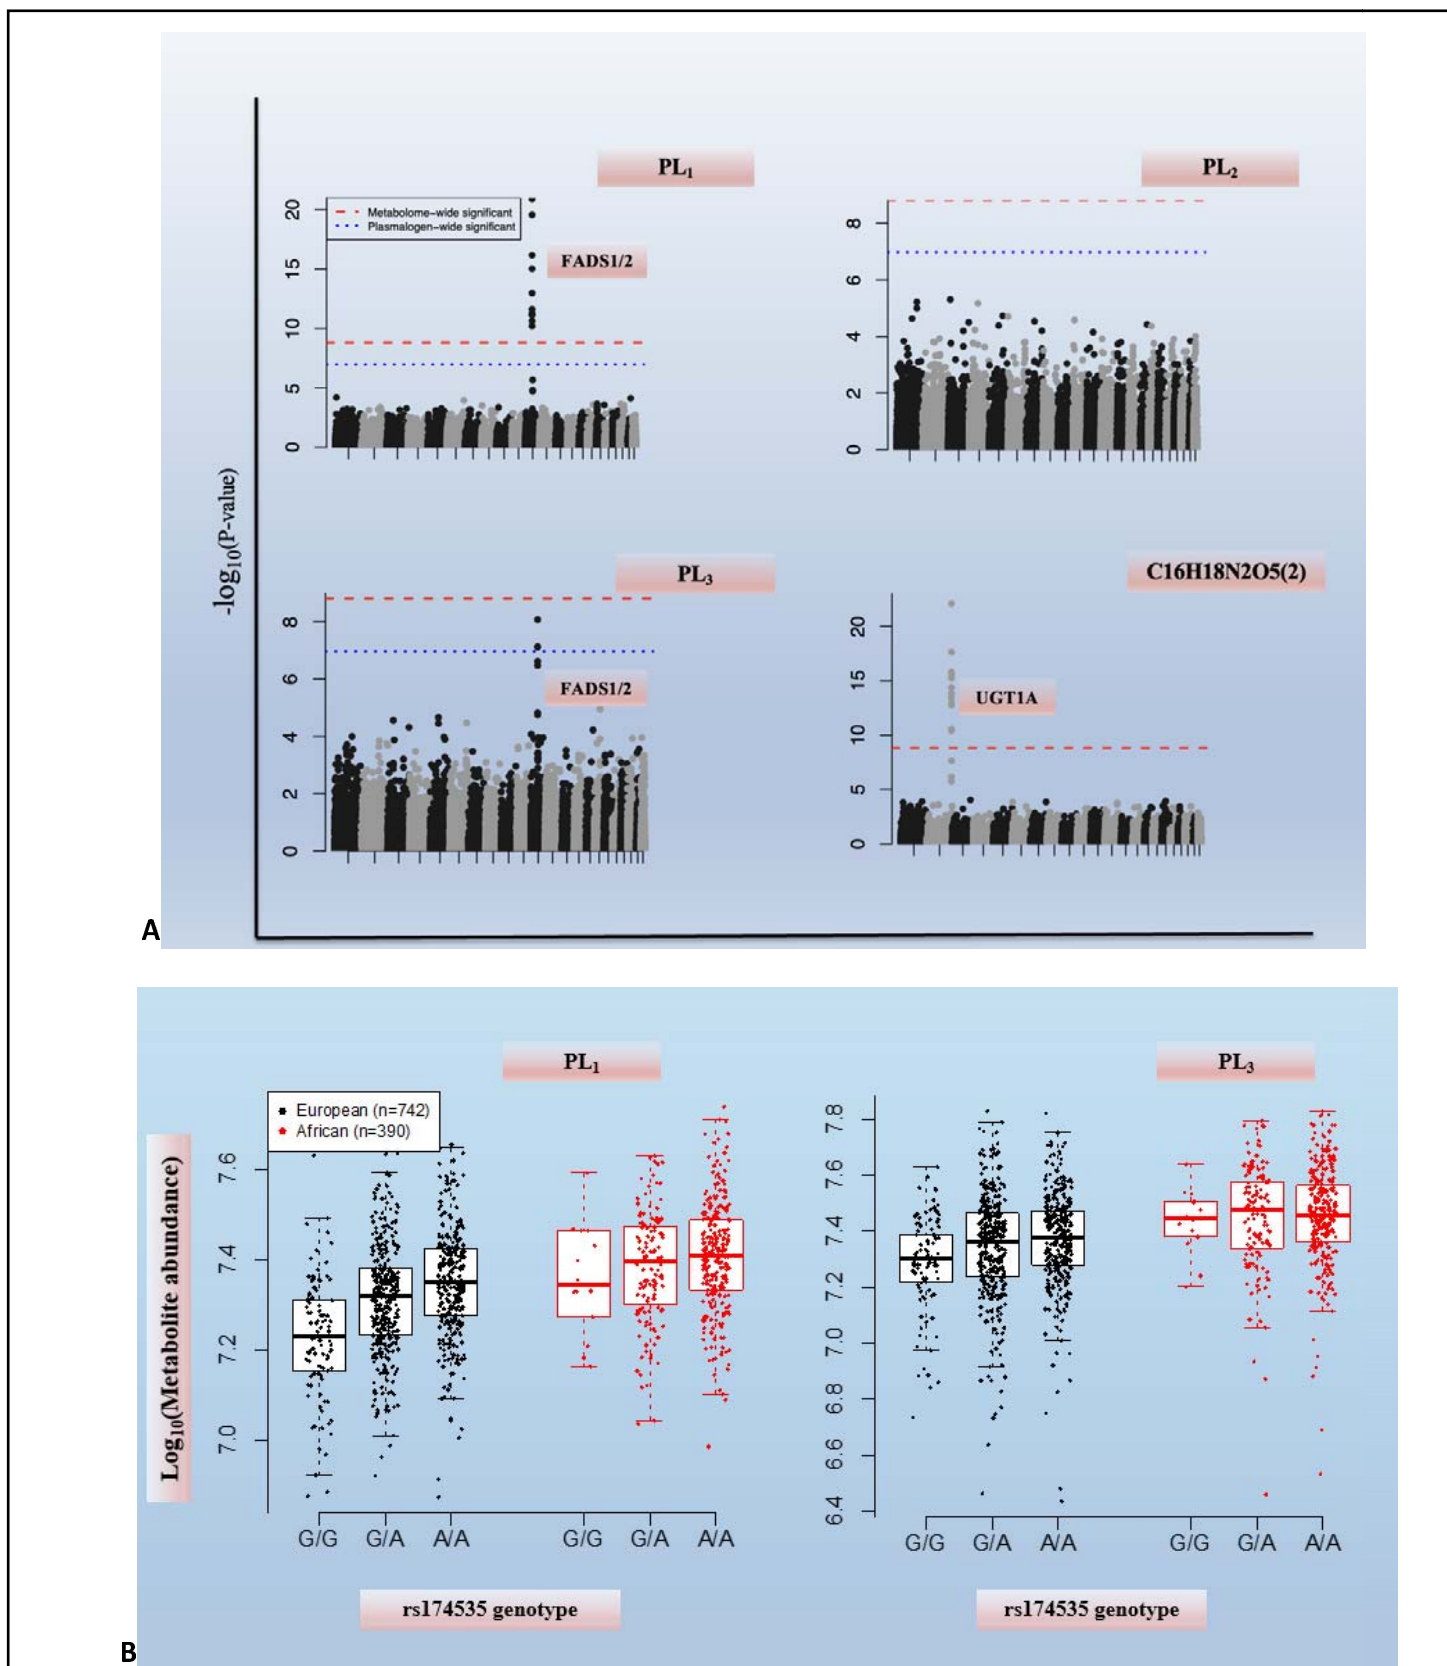 PL1
PL2
20
15
10
5
0
Metabolome-wide significant
Plasmalogen-wide significant
FADS1/2
8
6
4
2
0
-log10(P-value)
PL3
C16H18N2O5(2)
8
6
4
2
0
FADS1/2
20
15
10
5
0
UGT1A
A
PL1
PL3
European (n=742)
African (n=390)
Log10(Metabolite abundance)
7.6
7.4
7.2
7.0
7.8
7.6
7.4
7.2
7.0
6.8
6.6
6.4
G/G G/A A/A G/G G/A A/A
G/G G/A A/A G/G G/A A/A
rs174535 genotype
rs174535 genotype
B